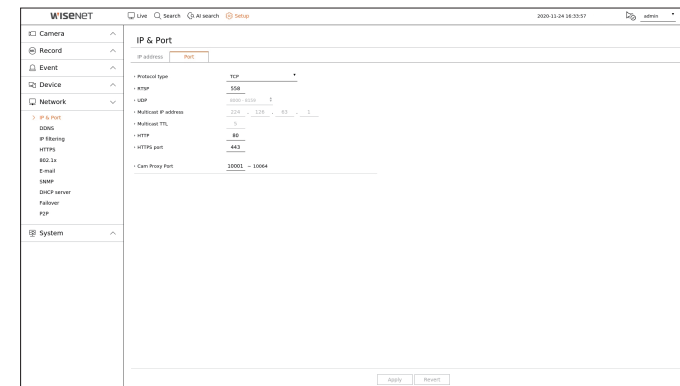 WISENET
Live Search AI search Setup 2020-11-24 16:33:57 admin
Camera
Record
Event
Device
Network
IP & Port
DDNS
IP filtering
HTTPS
802.1x
E-mail
SNMP
DHCP server
Failover
P2P
System
IP & Port
IP address Port
Protocol type TCP
RTSP 558
UDP
Multicast IP address 224 . 126 . 63 . 1
Multicast TTL 5
HTTP 80
HTTPS port 443
Cam Proxy Port 10001 ~ 10064
Apply Revert